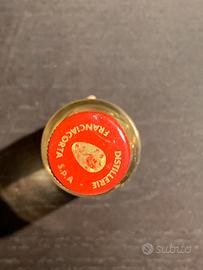 DISTILLERIE
FRANCIACORTA S.P.A
subito